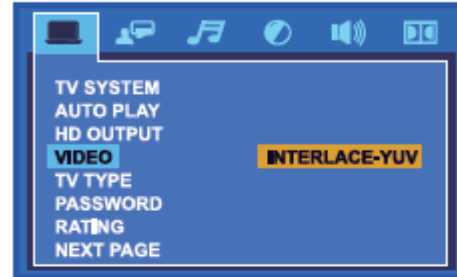 TV SYSTEM
AUTO PLAY
HD OUTPUT
VIDEO INTERLACE-YUV
TV TYPE
PASSWORD
RATING
NEXT PAGE